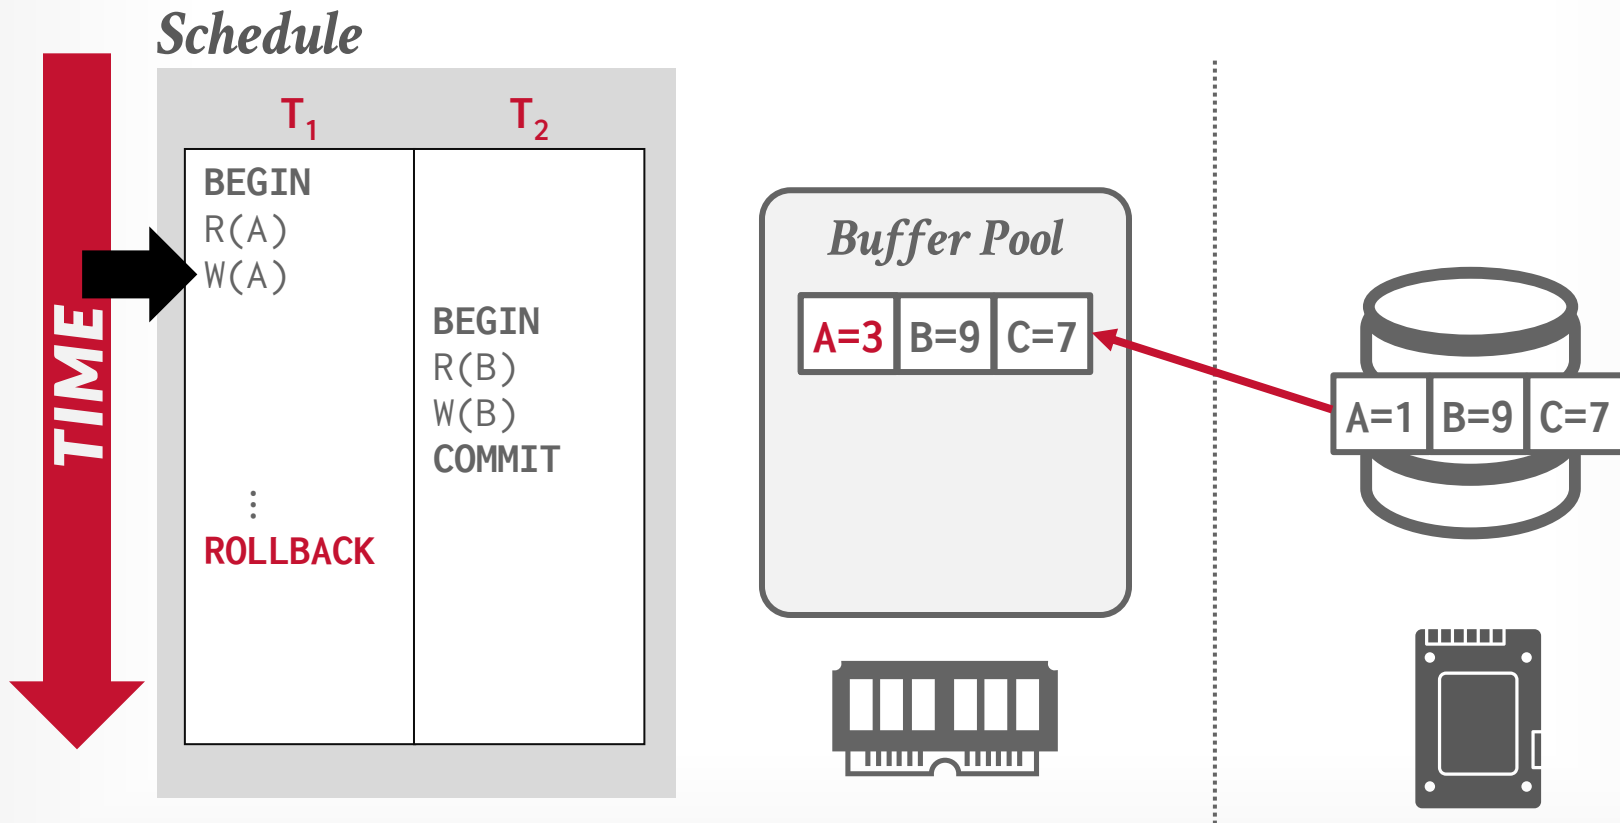 Schedule
TIME
T1
T2
BEGIN
R(A)
W(A)
BEGIN
R(B)
W(B)
COMMIT
⋮
ROLLBACK
Buffer Pool
A=3 B=9 C=7
A=1 B=9 C=7